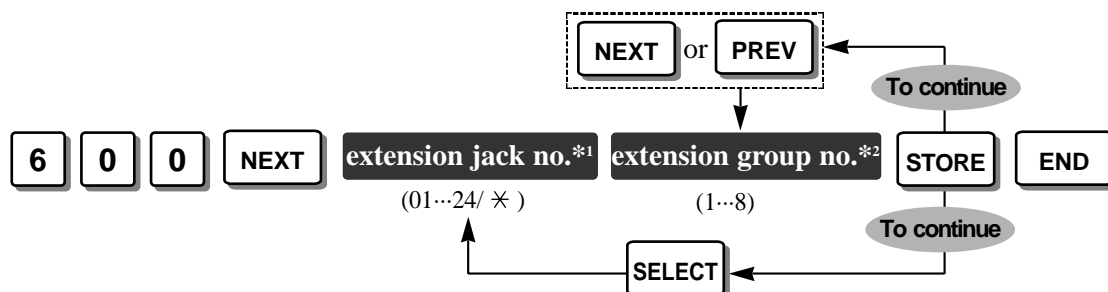 NEXT or PREV
To continue
6 0 0 NEXT extension jack no.*1 extension group no.*2 STORE END
(01···24/ ✳ ) (1···8)
To continue
SELECT